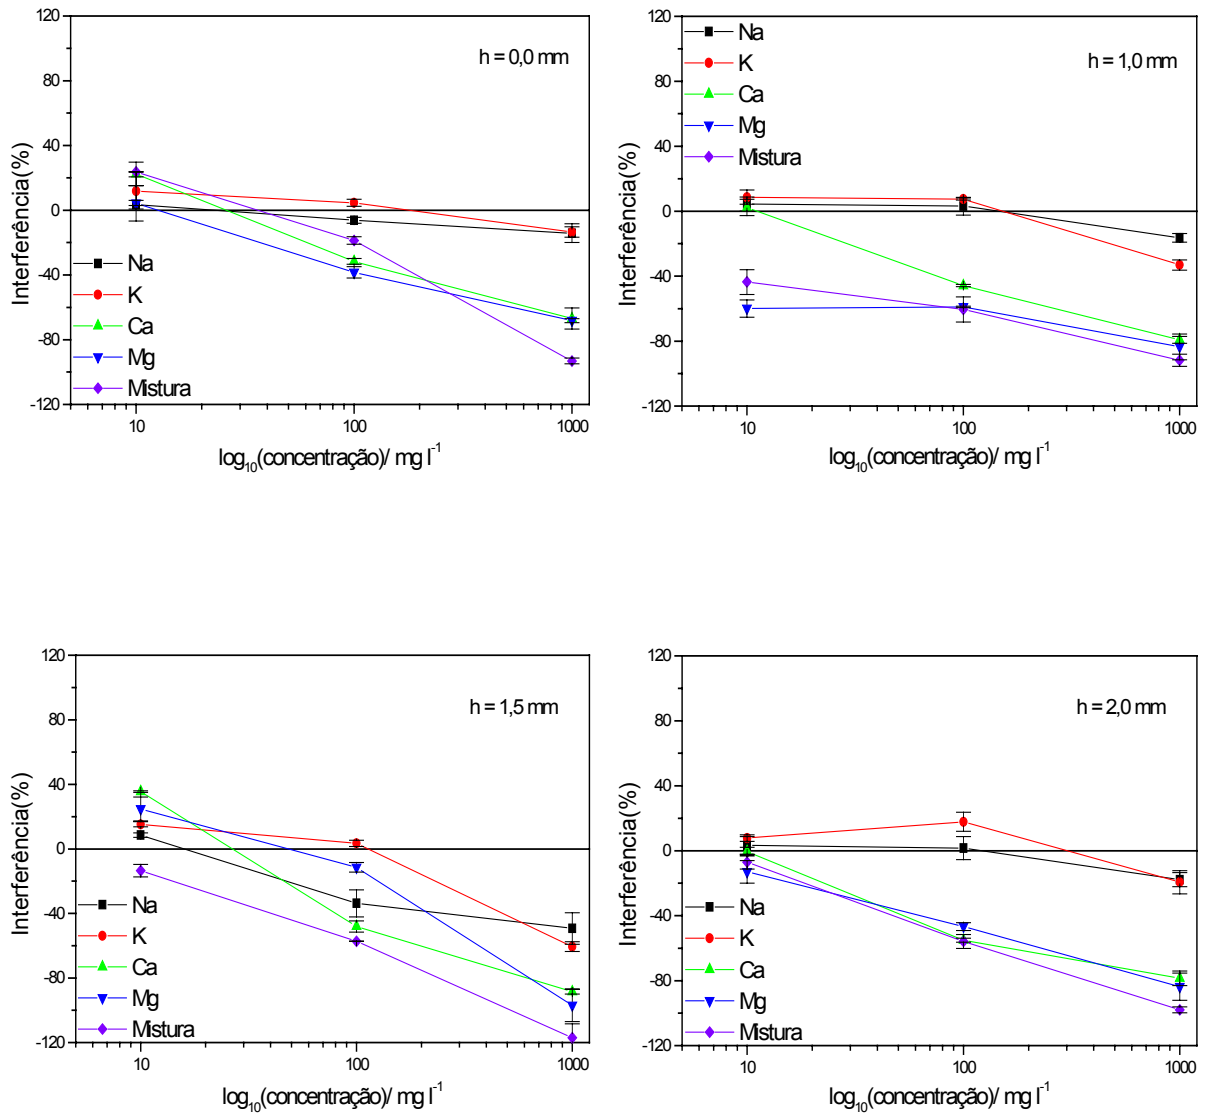 120
80
40
0
-40
-80
-120
Interferência(%)
h = 0,0 mm
Na
K
Ca
Mg
Mistura
10
100
1000
log10(concentração)/ mg l-1
120
80
40
0
-40
-80
-120
Interferência(%)
Na
K
Ca
Mg
Mistura
h = 1,0 mm
10
100
1000
log10(concentração)/ mg l-1
120
80
40
0
-40
-80
-120
Interferência(%)
h = 1,5 mm
Na
K
Ca
Mg
Mistura
10
100
1000
log10(concentração)/ mg l-1
120
80
40
0
-40
-80
-120
Interferência(%)
h = 2,0 mm
Na
K
Ca
Mg
Mistura
10
100
1000
log10(concentração)/ mg l-1